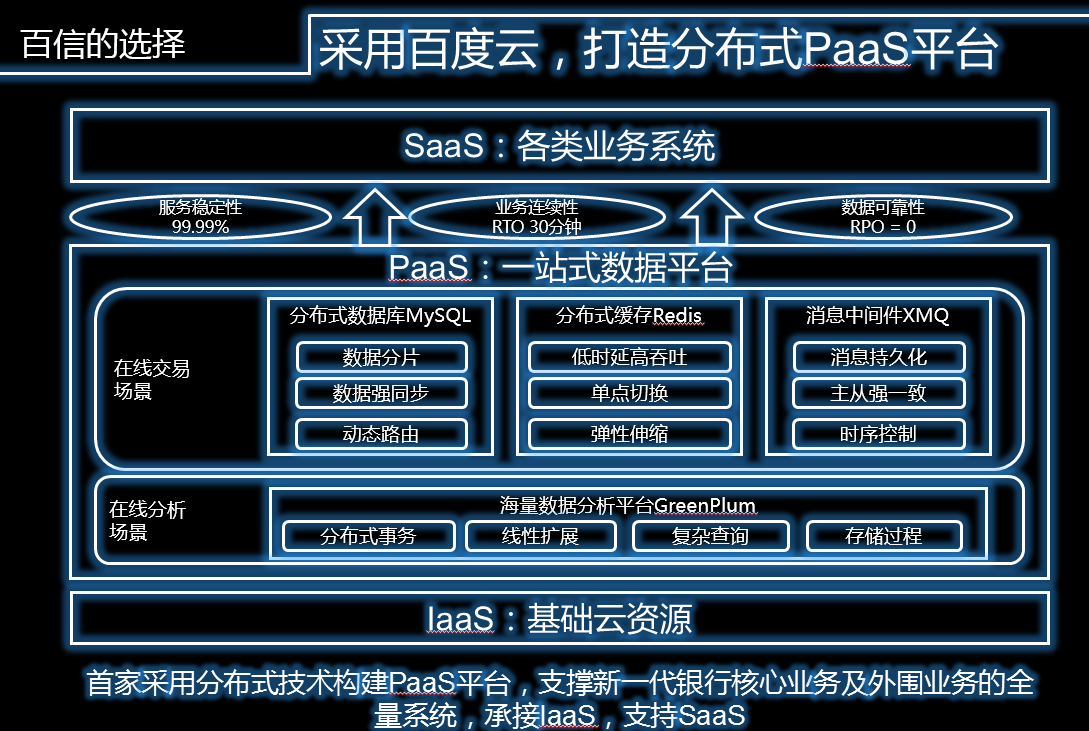 百信的选择
采用百度云，打造分布式PaaS平台
SaaS：各类业务系统
服务稳定性
99.99%
业务连续性
RTO 30分钟
数据可靠性
RPO = 0
PaaS：一站式数据平台
在线交易
场景
分布式数据库MySQL
数据分片
数据强同步
动态路由
分布式缓存Redis
低时延高吞吐
单点切换
弹性伸缩
消息中间件XMQ
消息持久化
主从强一致
时序控制
在线分析
场景
海量数据分析平台GreenPlum
分布式事务
线性扩展
复杂查询
存储过程
IaaS：基础云资源
首家采用分布式技术构建PaaS平台，支撑新一代银行核心业务及外围业务的全
量系统，承接IaaS，支持SaaS